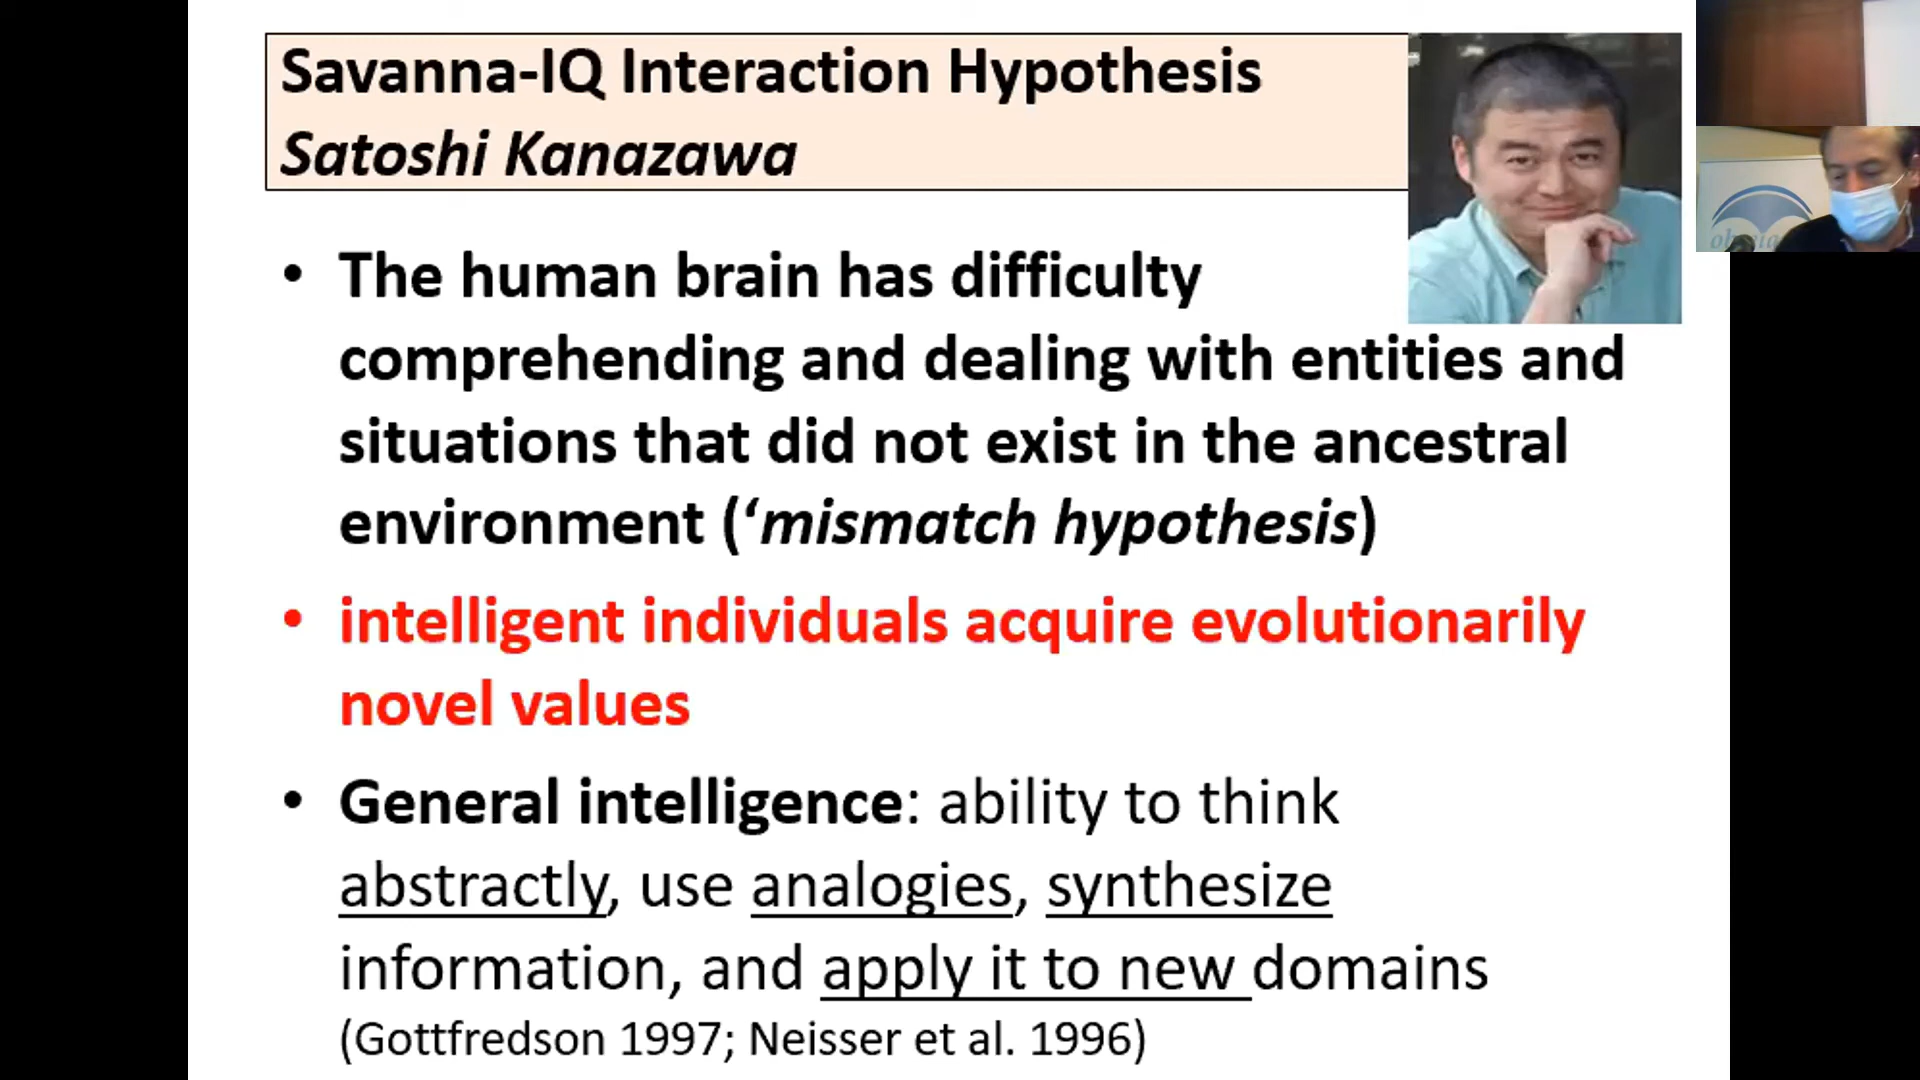 Savanna-IQ Interaction Hypothesis
Satoshi Kanazawa
• The human brain has difficulty
comprehending and dealing with entities and
situations that did not exist in the ancestral
environment (‘mismatch hypothesis)
• intelligent individuals acquire evolutionarily
novel values
• General intelligence: ability to think
abstractly, use analogies, synthesize
information, and apply it to new domains
(Gottfredson 1997; Neisser et al. 1996)